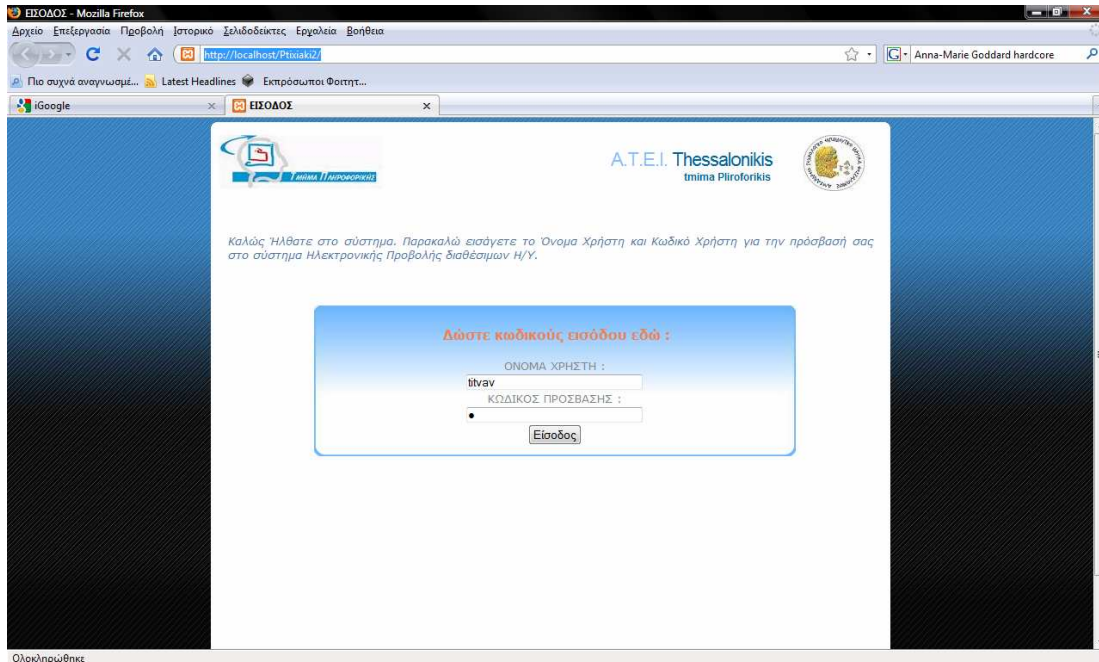 ΕΙΣΟΔΟΣ - Mozilla Firefox
Αρχείο Επεξεργασία Προβολή Ιστορικό Σελιδοδείκτες Εργαλεία Βοήθεια
http://localhost/Ptixiaki2/ G Anna-Marie Goddard hardcore
Πιο συχνά αναγνωσμέ... Latest Headlines Εκπρόσωποι Φοιτητ...
iGoogle ΕΙΣΟΔΟΣ
Τμήμα Πληροφορικής
A.T.E.I. Thessalonikis
tmima Pliroforikis
Καλώς Ήλθατε στο σύστημα. Παρακαλώ εισάγετε το Όνομα Χρήστη και Κωδικό Χρήστη για την πρόσβασή σας
στο σύστημα Ηλεκτρονικής Προβολής διαθέσιμων Η/Υ.
Δώστε κωδικούς εισόδου εδώ :
ΟΝΟΜΑ ΧΡΗΣΤΗ :
titvav
ΚΩΔΙΚΟΣ ΠΡΟΣΒΑΣΗΣ :
•
Είσοδος
Ολοκληρώθηκε